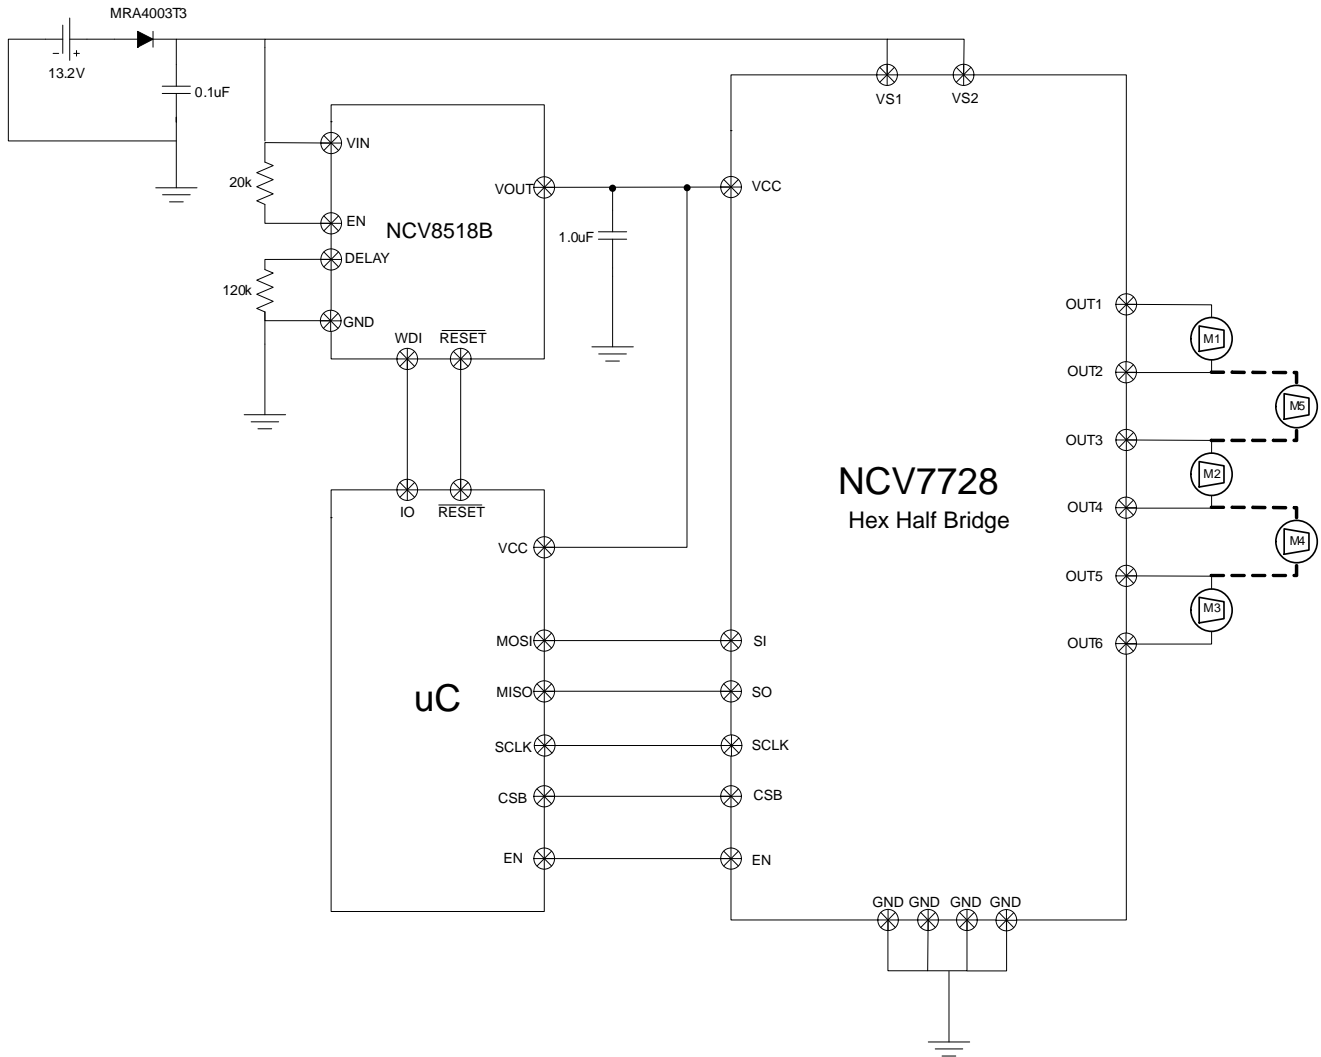 MRA4003T3
- +
13.2V
0.1uF
VS1
VS2
VIN
20k
EN
NCV8518B
VOUT
VCC
DELAY
1.0uF
120k
GND
WDI
RESET
OUT1
M1
OUT2
M5
OUT3
M2
NCV7728
Hex Half Bridge
OUT4
M4
OUT5
M3
OUT6
IO
RESET
VCC
MOSI
SI
uC
MISO
SO
SCLK
SCLK
CSB
CSB
EN
EN
GND GND GND GND